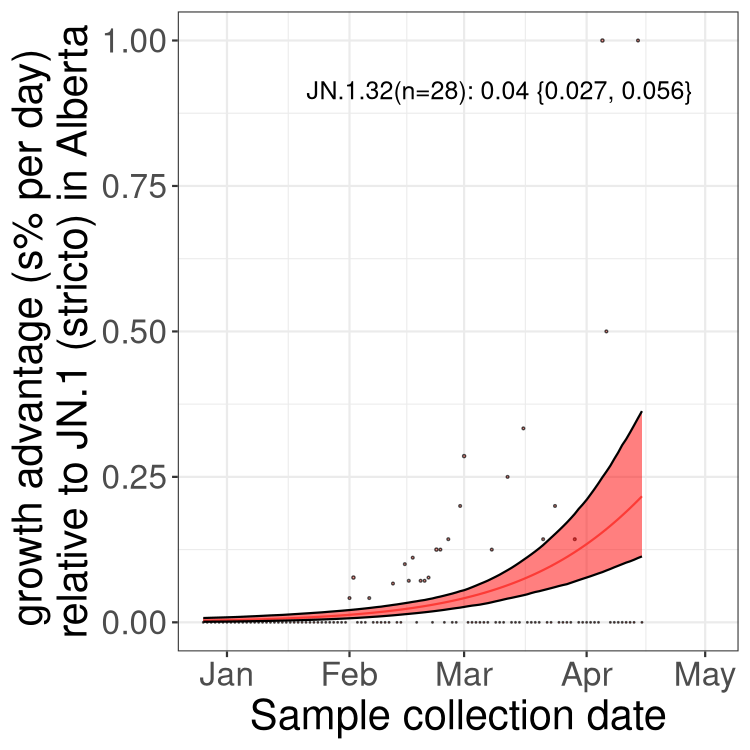 growth advantage (s% per day)
relative to JN.1 (stricto) in Alberta
1.00
0.75
0.50
0.25
0.00
JN.1.32(n=28): 0.04 {0.027, 0.056}
Jan Feb Mar Apr May
Sample collection date